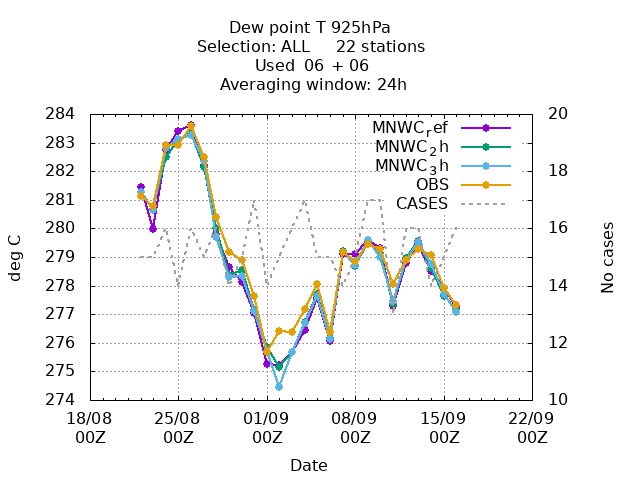 Dew point T 925hPa
Selection: ALL 22 stations
Used 06 + 06
Averaging window: 24h
284 20
283 MNWC_ref
282 MNWC_2h 18
MNWC_3h
281 OBS
CASES
280 16
279
278 14
277
276 12
275
274 10
deg C
No cases
18/08 25/08 01/09 08/09 15/09 22/09
00Z 00Z 00Z 00Z 00Z 00Z
Date